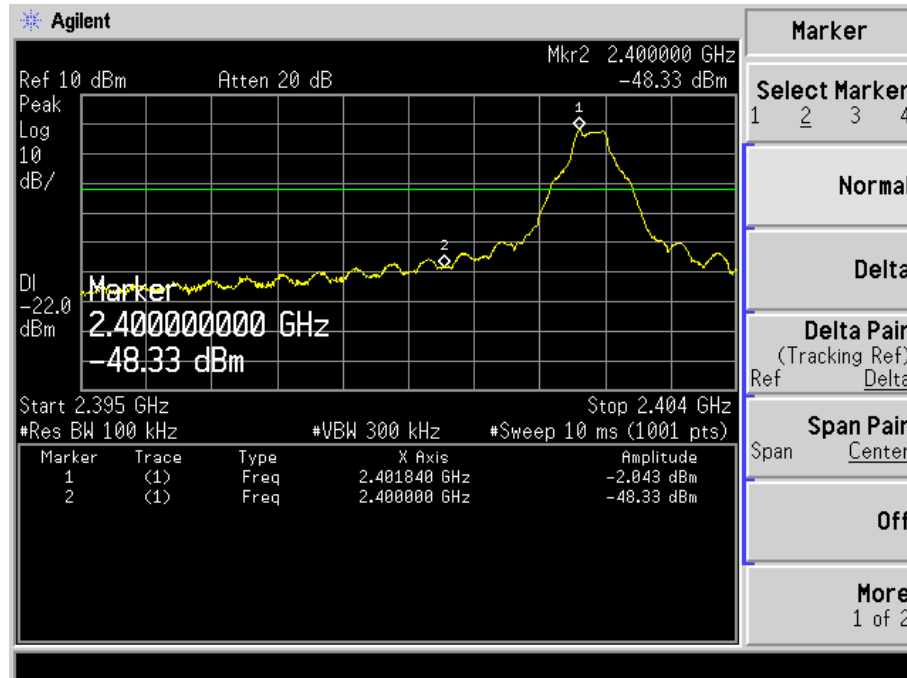 Agilent
Marker
Mkr2 2.400000 GHz
Ref 10 dBm Atten 20 dB -48.33 dBm
Peak
Log
10
dB/
1
2
DI
-22.0
dBm
Marker
2.400000000 GHz
-48.33 dBm
Start 2.395 GHz Stop 2.404 GHz
#Res BW 100 kHz #VBW 300 kHz #Sweep 10 ms (1001 pts)
Marker Trace Type X Axis Amplitude
1 (1) Freq 2.401840 GHz -2.043 dBm
2 (1) Freq 2.400000 GHz -48.33 dBm
Select Marker
1 2 3 4
Normal
Delta
Delta Pair
(Tracking Ref)
Ref Delta
Span Pair
Span Center
Off
More
1 of 2